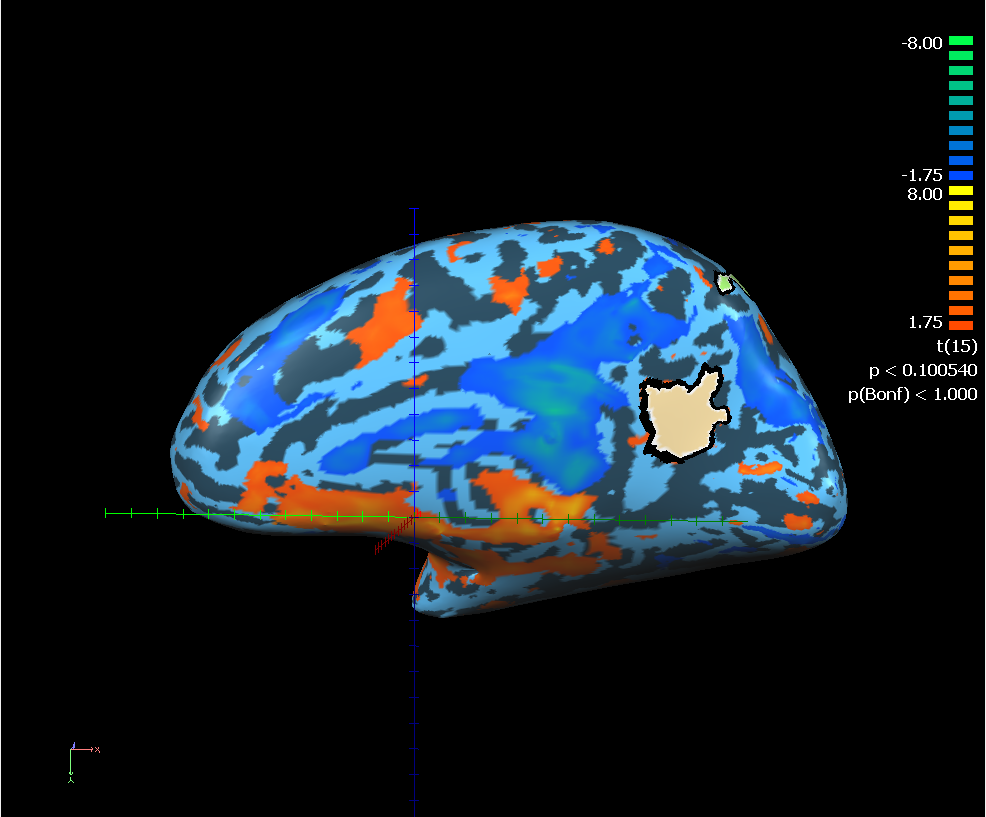 -8.00
-1.75
8.00
1.75
t(15)
p < 0.100540
p(Bonf) < 1.000
x
Y